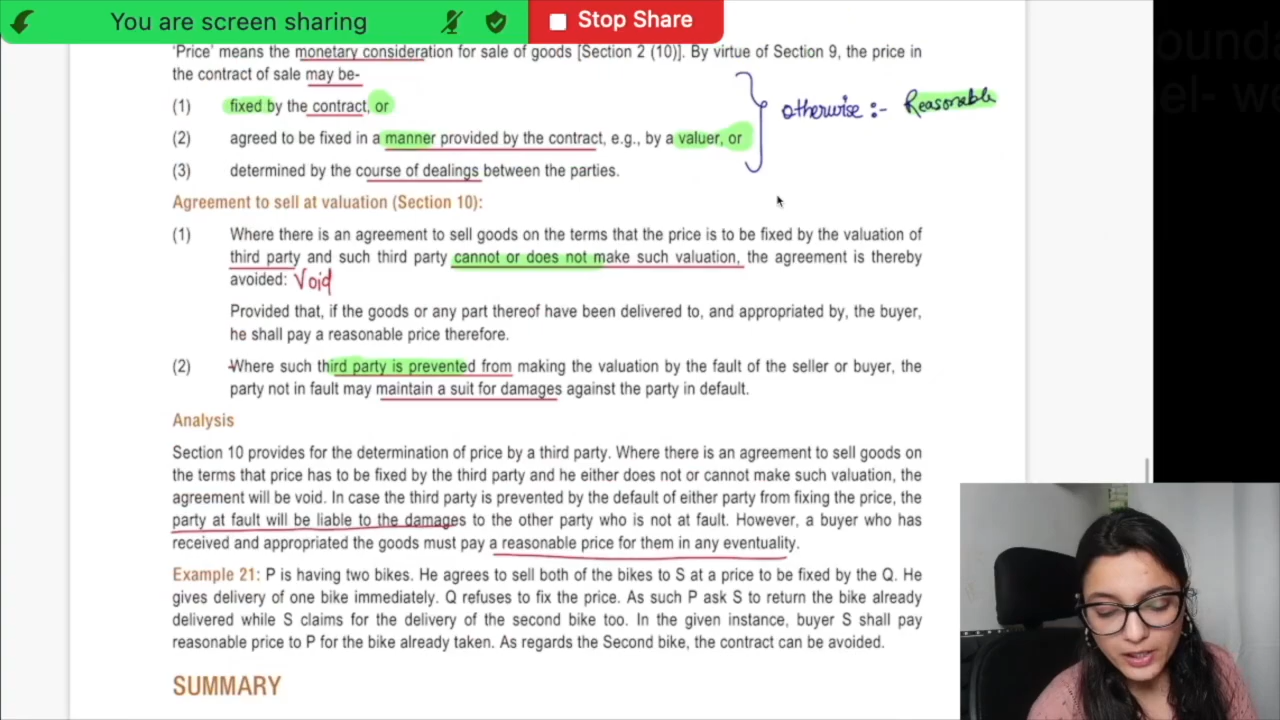 You are screen sharing
Stop Share
'Price' means the monetary consideration for sale of goods [Section 2 (10)]. By virtue of Section 9, the price in
the contract of sale may be-
(1) fixed by the contract, or
otherwise :- Reasonable
(2) agreed to be fixed in a manner provided by the contract, e.g., by a valuer, or
(3) determined by the course of dealings between the parties.
Agreement to sell at valuation (Section 10):
(1) Where there is an agreement to sell goods on the terms that the price is to be fixed by the valuation of
third party and such third party cannot or does not make such valuation, the agreement is thereby
avoided: Void
Provided that, if the goods or any part thereof have been delivered to, and appropriated by, the buyer,
he shall pay a reasonable price therefore.
(2) Where such third party is prevented from making the valuation by the fault of the seller or buyer, the
party not in fault may maintain a suit for damages against the party in default.
Analysis
Section 10 provides for the determination of price by a third party. Where there is an agreement to sell goods on
the terms that price has to be fixed by the third party and he either does not or cannot make such valuation, the
agreement will be void. In case the third party is prevented by the default of either party from fixing the price, the
party at fault will be liable to the damages to the other party who is not at fault. However, a buyer who has
received and appropriated the goods must pay a reasonable price for them in any eventuality.
Example 21: P is having two bikes. He agrees to sell both of the bikes to S at a price to be fixed by the Q. He
gives delivery of one bike immediately. Q refuses to fix the price. As such P ask S to return the bike already
delivered while S claims for the delivery of the second bike too. In the given instance, buyer S shall pay
reasonable price to P for the bike already taken. As regards the Second bike, the contract can be avoided.
SUMMARY